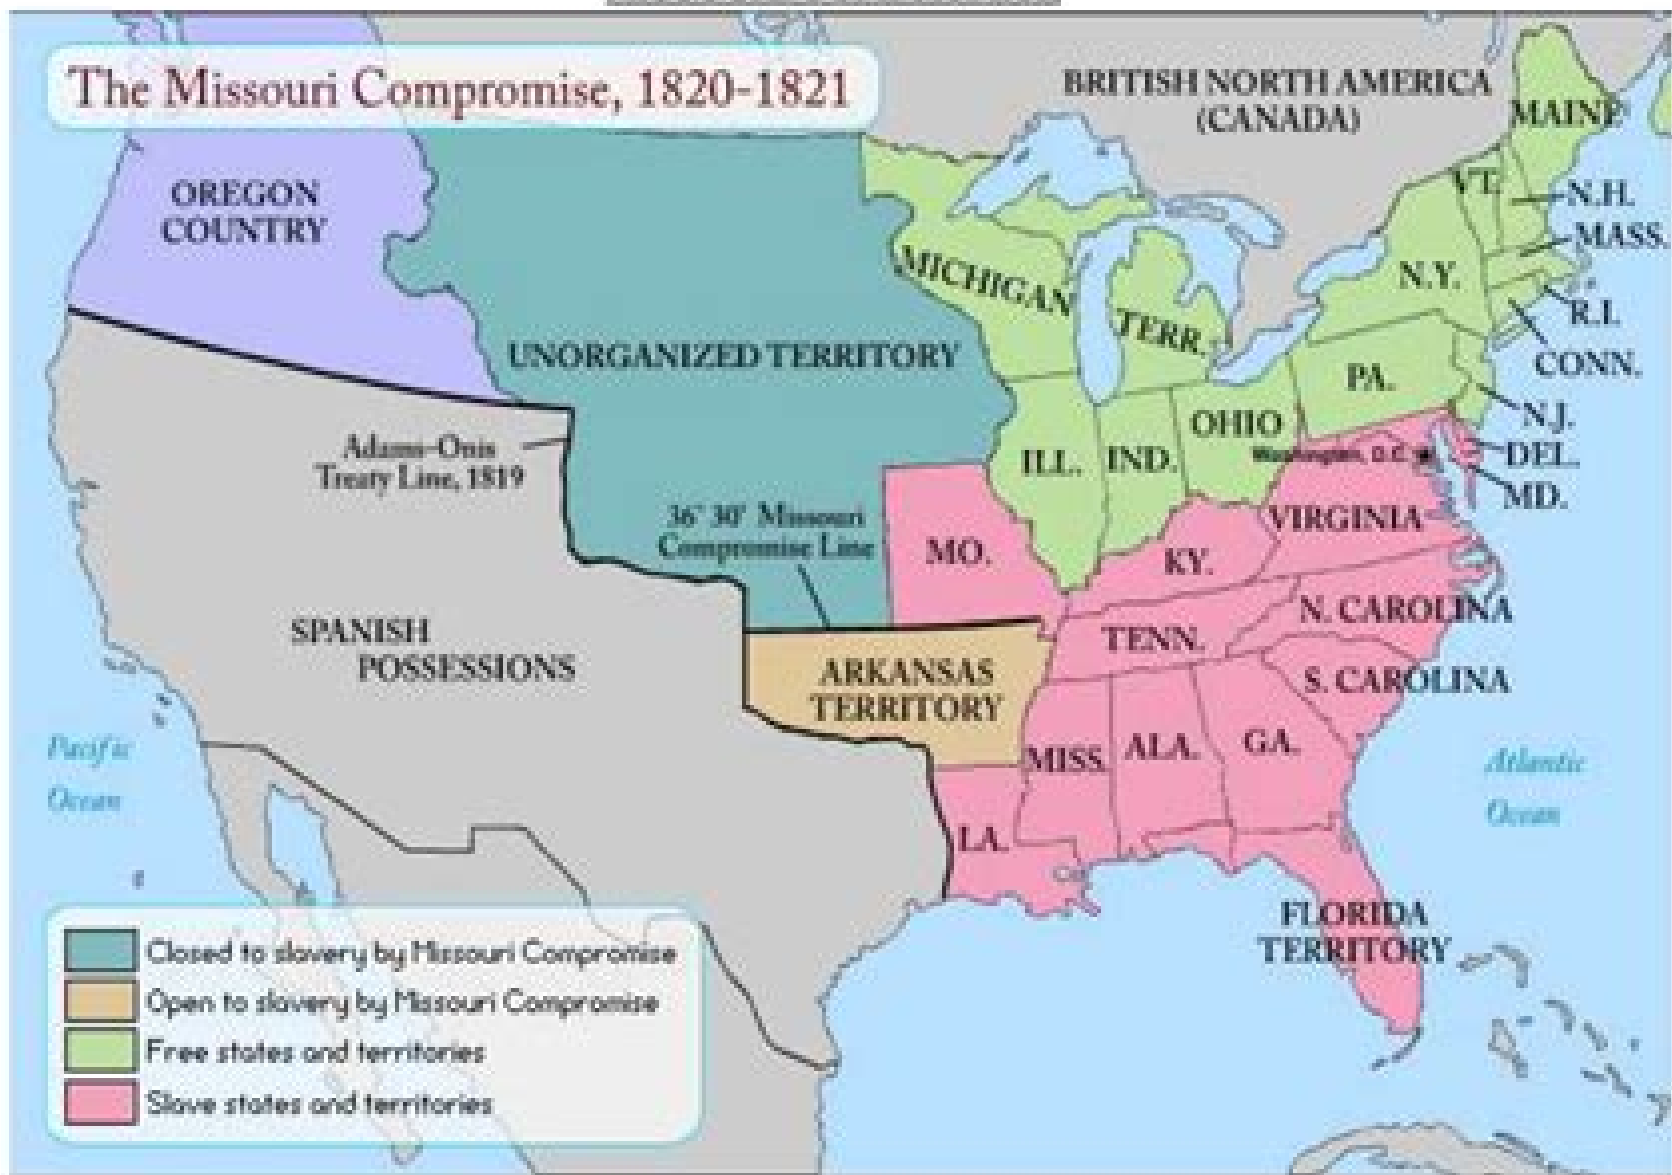 The Missouri Compromise, 1820-1821
BRITISH NORTH AMERICA
(CANADA)
MAINE
OREGON
COUNTRY
VT.
N.H.
MASS.
N.Y.
MICHIGAN
TERR.
R.I.
CONN.
UNORGANIZED TERRITORY
PA.
N.J.
OHIO
Adams-Onis
Treaty Line, 1819
ILL.
IND.
Washington, D.C.
DEL.
MD.
36° 30' Missouri
Compromise Line
MO.
VIRGINIA
KY.
SPANISH
POSSESSIONS
N. CAROLINA
TENN.
ARKANSAS
TERRITORY
S. CAROLINA
Pacific
Ocean
MISS.
ALA.
GA.
Atlantic
Ocean
LA.
FLORIDA
TERRITORY
Closed to slavery by Missouri Compromise
Open to slavery by Missouri Compromise
Free states and territories
Slave states and territories